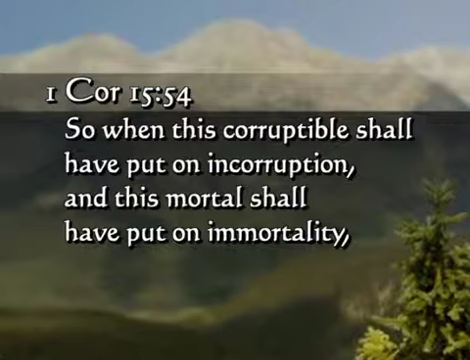 1 Cor 15:54
So when this corruptible shall
have put on incorruption,
and this mortal shall
have put on immortality,